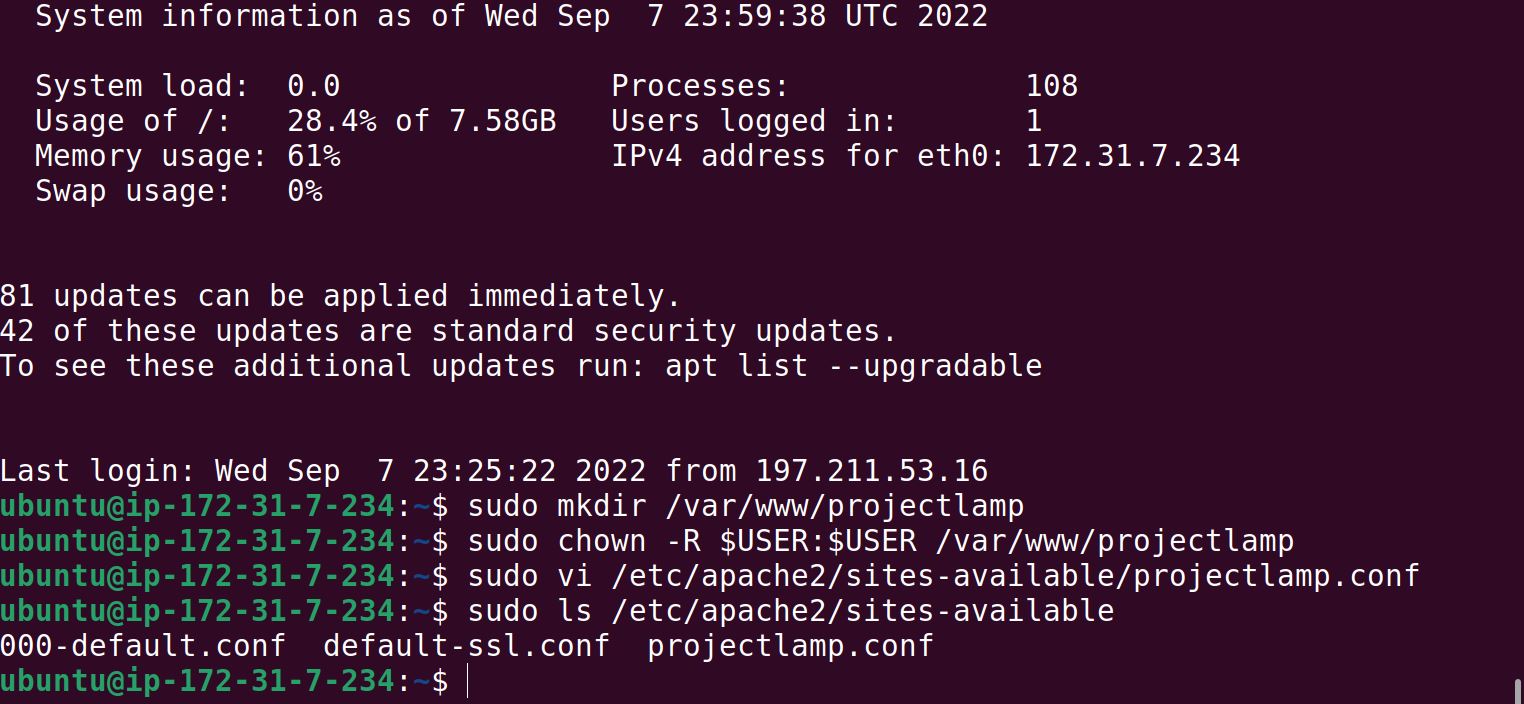 System information as of Wed Sep  7 23:59:38 UTC 2022
System load:  0.0               Processes:             108
Usage of /:   28.4% of 7.58GB   Users logged in:       1
Memory usage: 61%               IPv4 address for eth0: 172.31.7.234
Swap usage:   0%
81 updates can be applied immediately.
42 of these updates are standard security updates.
To see these additional updates run: apt list --upgradable
Last login: Wed Sep  7 23:25:22 2022 from 197.211.53.16
ubuntu@ip-172-31-7-234:~$ sudo mkdir /var/www/projectlamp
ubuntu@ip-172-31-7-234:~$ sudo chown -R $USER:$USER /var/www/projectlamp
ubuntu@ip-172-31-7-234:~$ sudo vi /etc/apache2/sites-available/projectlamp.conf
ubuntu@ip-172-31-7-234:~$ sudo ls /etc/apache2/sites-available
000-default.conf  default-ssl.conf  projectlamp.conf
ubuntu@ip-172-31-7-234:~$